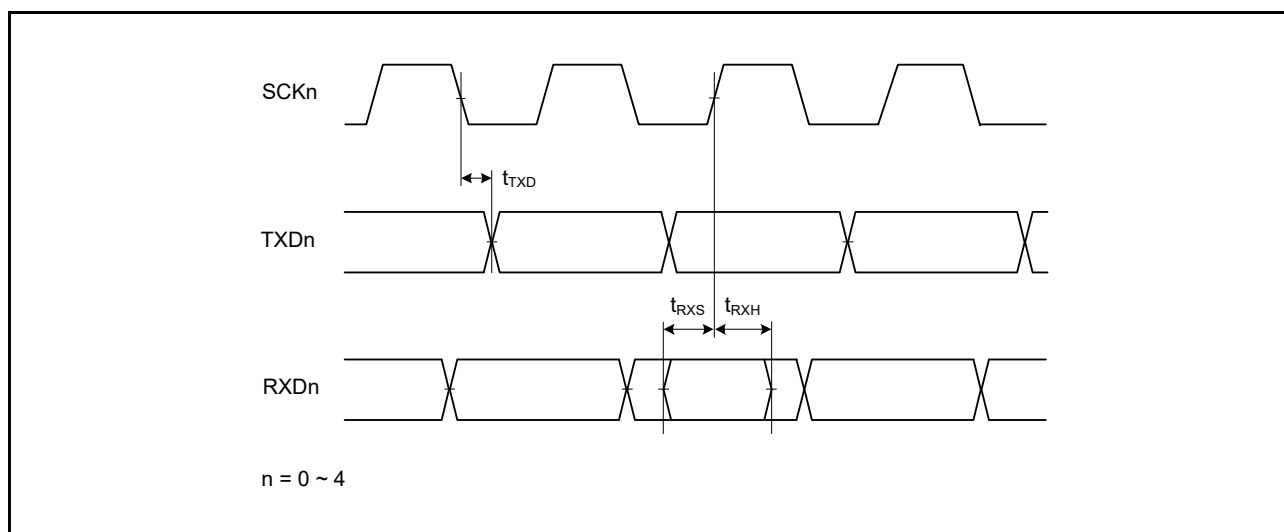 SCKn
tTXD
TXDn
tRXS tRXH
RXDn
n = 0 ~ 4